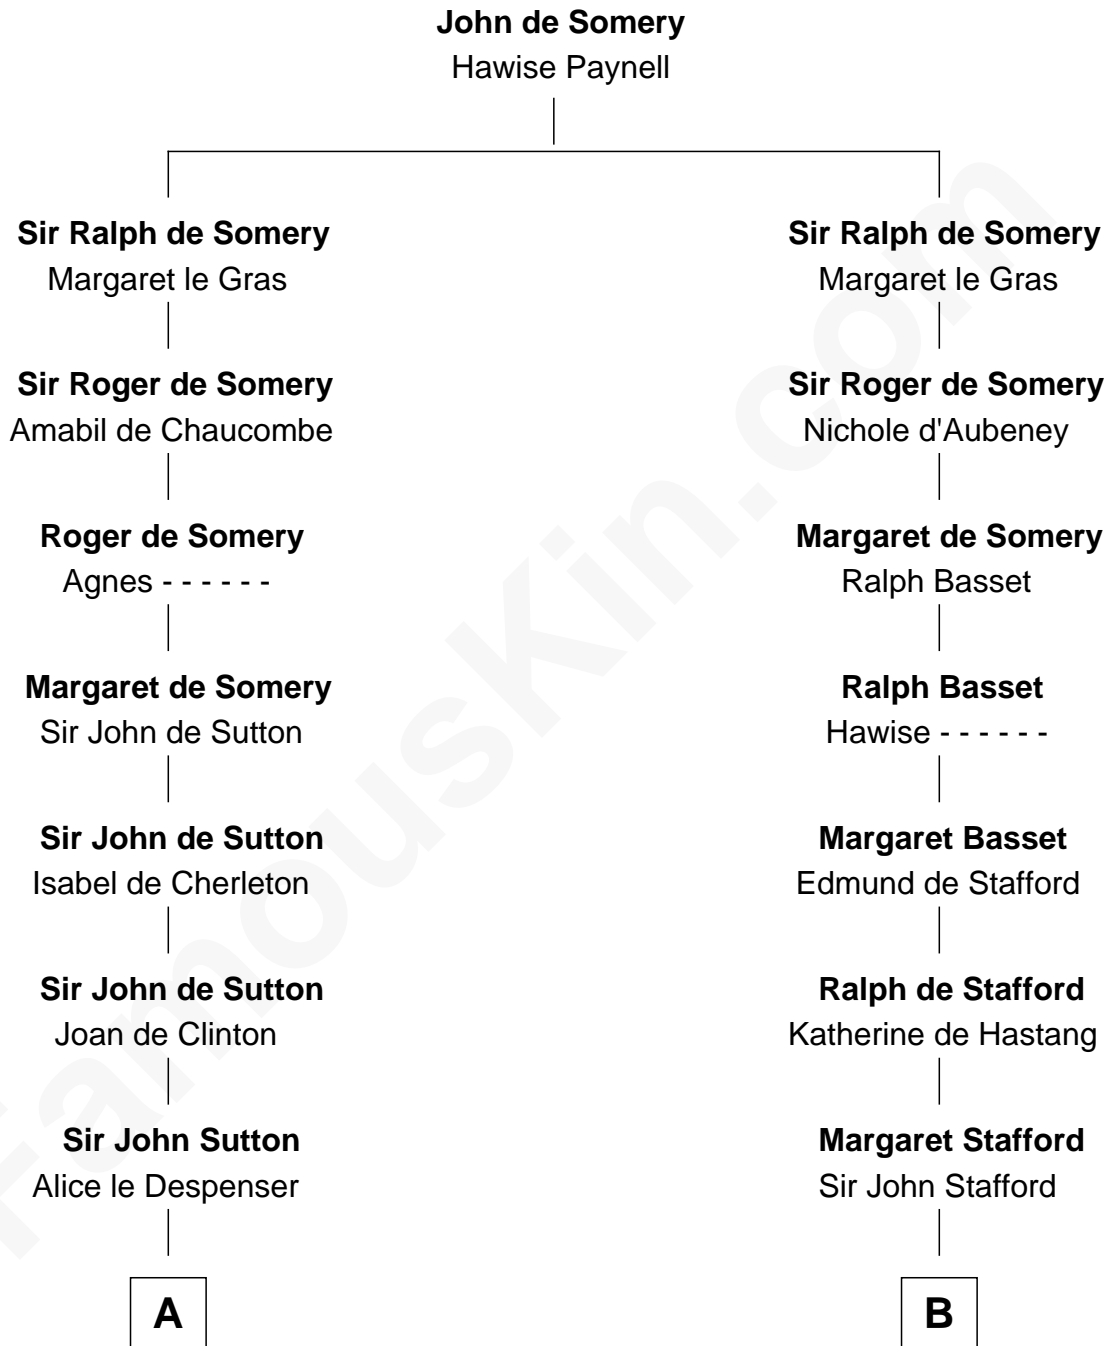 John de Somery
Hawise Paynell
Sir Ralph de Somery
Margaret le Gras
Sir Roger de Somery
Amabil de Chaucombe
Roger de Somery
Agnes - - - - - -
Margaret de Somery
Sir John de Sutton
Sir John de Sutton
Isabel de Cherleton
Sir John de Sutton
Joan de Clinton
Sir John Sutton
Alice le Despenser
A
Sir Ralph de Somery
Margaret le Gras
Sir Roger de Somery
Nichole d'Aubeney
Margaret de Somery
Ralph Basset
Ralph Basset
Hawise - - - - - -
Margaret Basset
Edmund de Stafford
Ralph de Stafford
Katherine de Hastang
Margaret Stafford
Sir John Stafford
B
FamousKin.com